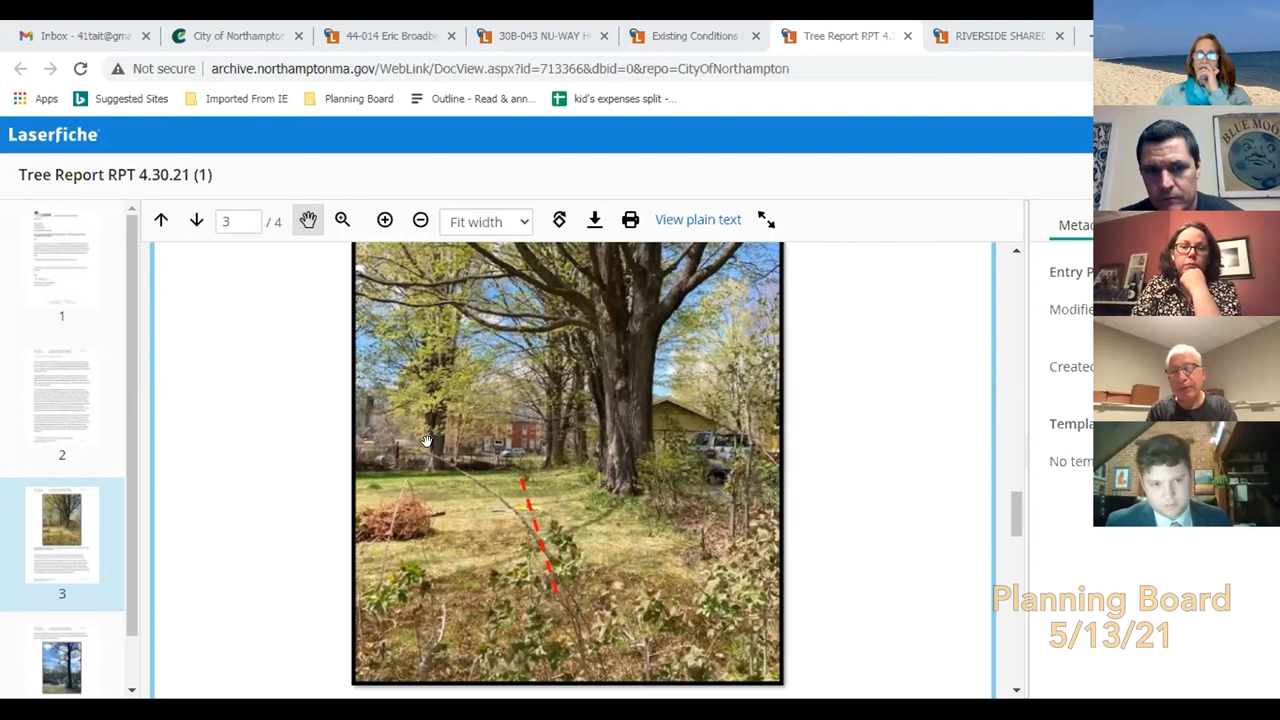 Inbox - 41tait@gma
City of Northampton
44-014 Eric Broadbe
30B-043 NU-WAY H
Existing Conditions
Tree Report RPT 4.
RIVERSIDE SHARED
Not secure
archive.northamptonma.gov/WebLink/DocView.aspx?id=713366&dbid=0&repo=CityOfNorthampton
Apps
Suggested Sites
Imported From IE
Planning Board
Outline - Read & ann...
kid's expenses split -...
Laserfiche
Tree Report RPT 4.30.21 (1)
3 / 4
Fit width
View plain text
1
2
3
Metac
Entry P
Modifie
Created
Templa
No tem
BLUE MOO
Planning Board
5/13/21